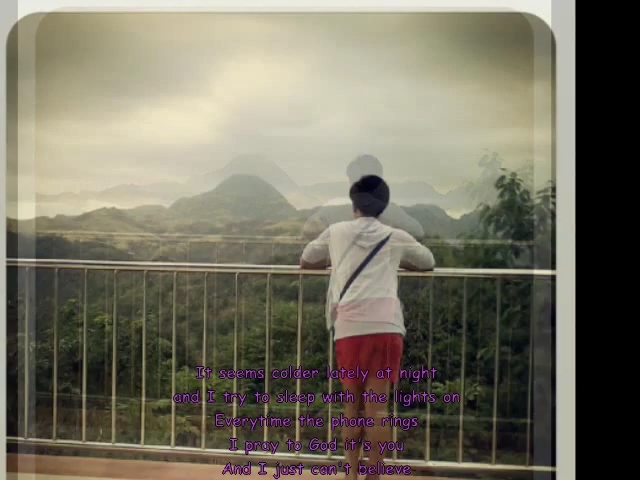 It seems colder lately at night
and I try to sleep with the lights on
Everytime the phone rings
I pray to God it's you
And I just can't believe